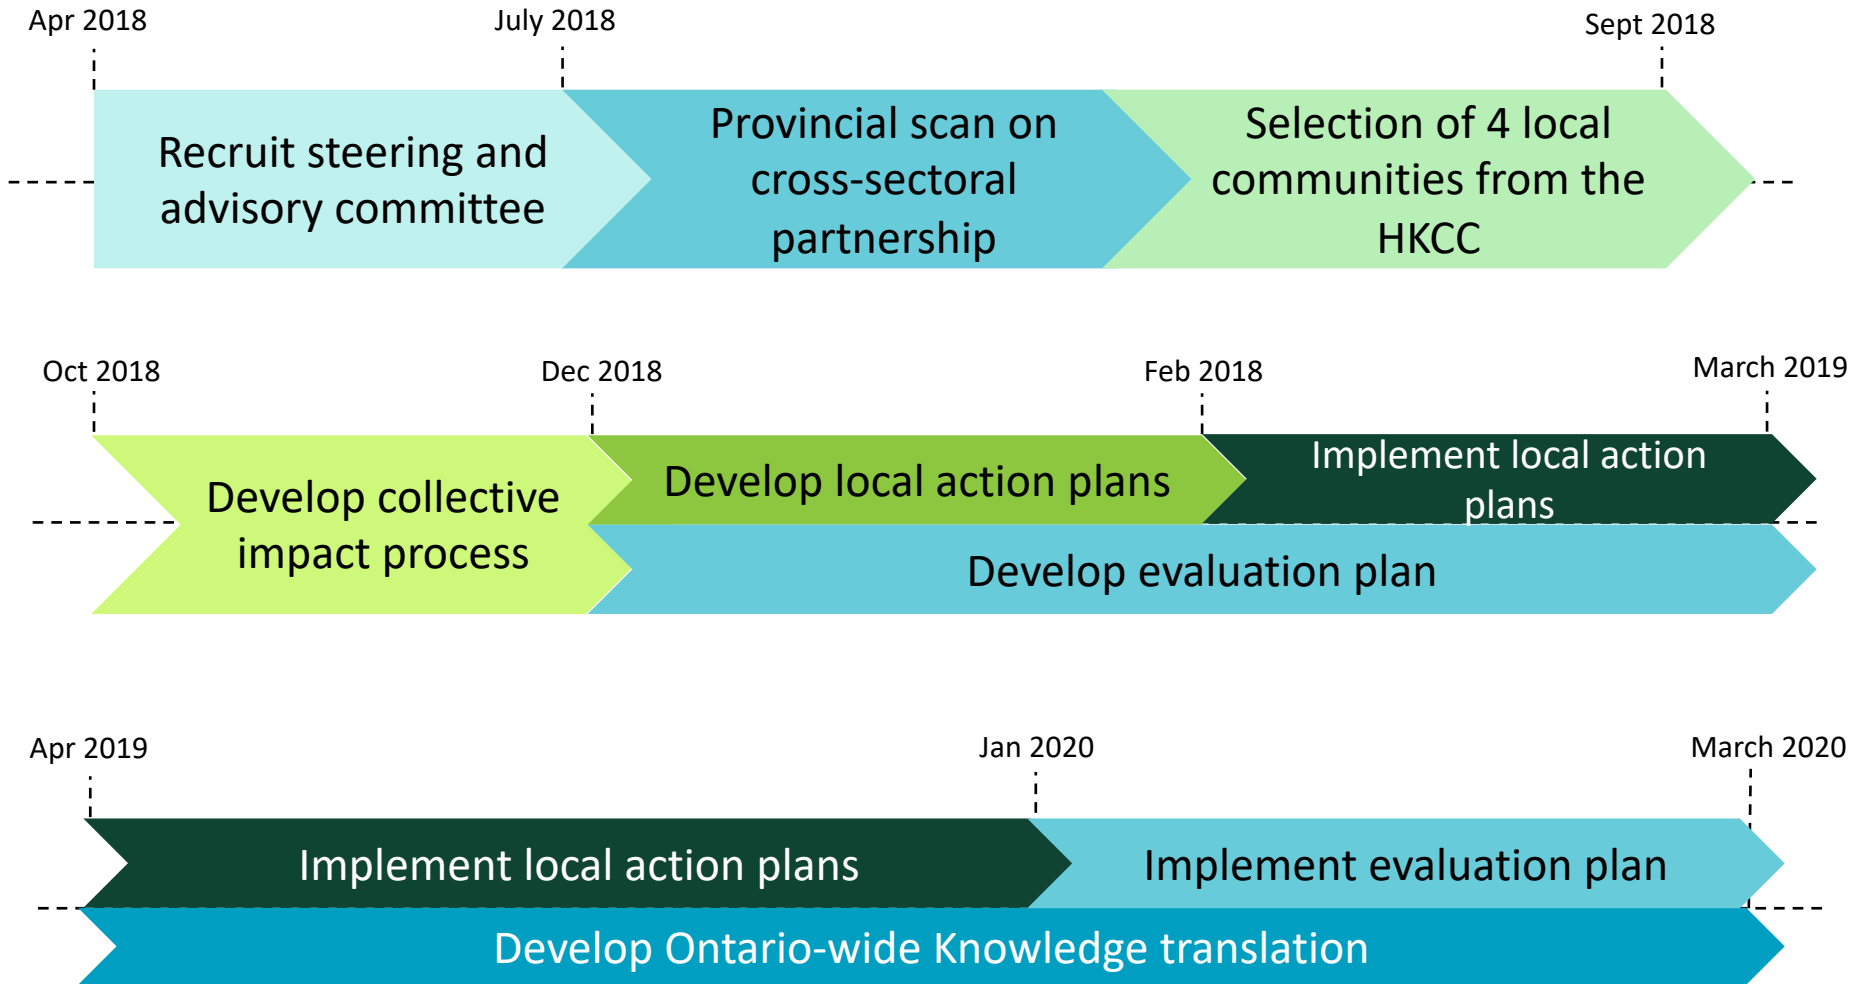 Apr 2018
July 2018
Sept 2018
Recruit steering and
advisory committee
Provincial scan on
cross-sectoral
partnership
Selection of 4 local
communities from the
HKCC
Oct 2018
Dec 2018
Feb 2018
March 2019
Develop collective
impact process
Develop local action plans
Implement local action
plans
Develop evaluation plan
Apr 2019
Jan 2020
March 2020
Implement local action plans
Implement evaluation plan
Develop Ontario-wide Knowledge translation